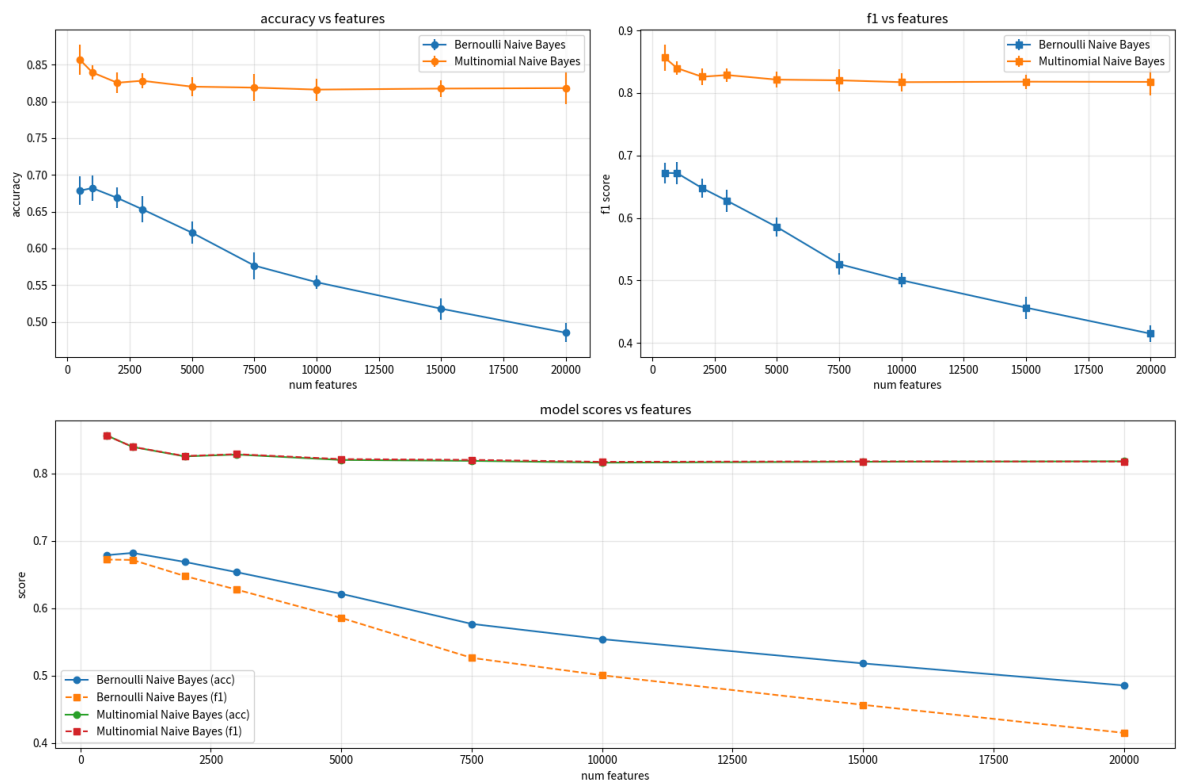 accuracy vs features
0.85
0.80
0.75
0.70
0.65
0.60
0.55
0.50
accuracy
Bernoulli Naive Bayes
Multinomial Naive Bayes
0 2500 5000 7500 10000 12500 15000 17500 20000
num features
f1 vs features
0.9
0.8
0.7
0.6
0.5
0.4
f1 score
Bernoulli Naive Bayes
Multinomial Naive Bayes
0 2500 5000 7500 10000 12500 15000 17500 20000
num features
model scores vs features
0.8
0.7
0.6
0.5
0.4
score
Bernoulli Naive Bayes (acc)
Bernoulli Naive Bayes (f1)
Multinomial Naive Bayes (acc)
Multinomial Naive Bayes (f1)
0 2500 5000 7500 10000 12500 15000 17500 20000
num features